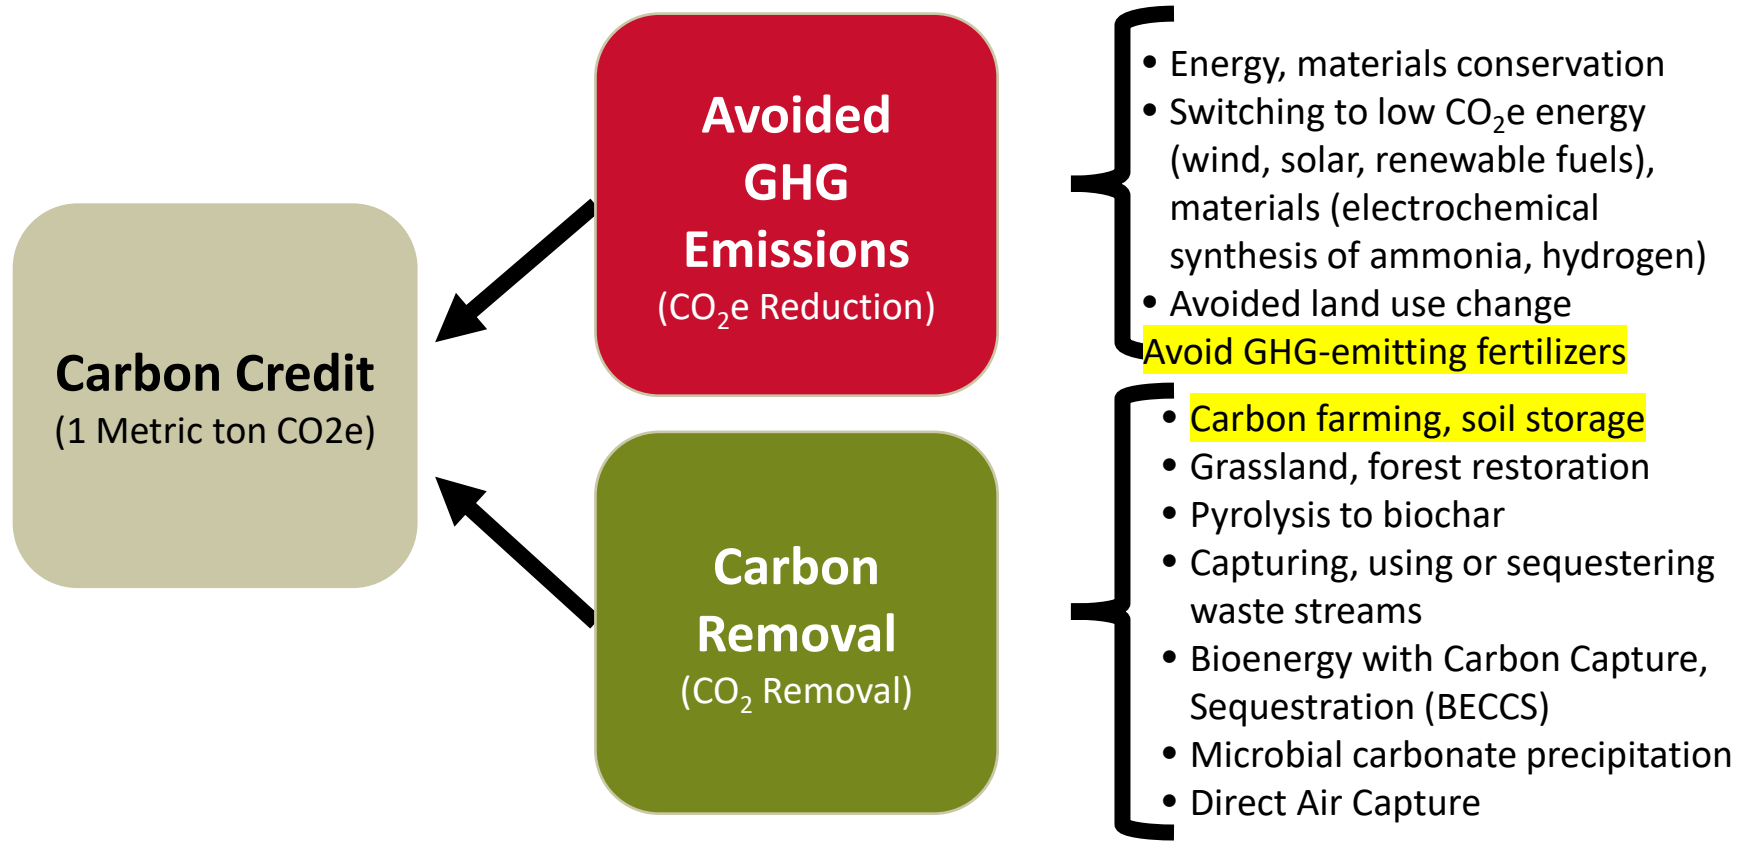 Carbon Credit
(1 Metric ton CO2e)
Avoided
GHG
Emissions
(CO₂e Reduction)
• Energy, materials conservation
• Switching to low CO₂e energy
(wind, solar, renewable fuels),
materials (electrochemical
synthesis of ammonia, hydrogen)
• Avoided land use change
Avoid GHG-emitting fertilizers
Carbon
Removal
(CO₂ Removal)
• Carbon farming, soil storage
• Grassland, forest restoration
• Pyrolysis to biochar
• Capturing, using or sequestering
waste streams
• Bioenergy with Carbon Capture,
Sequestration (BECCS)
• Microbial carbonate precipitation
• Direct Air Capture